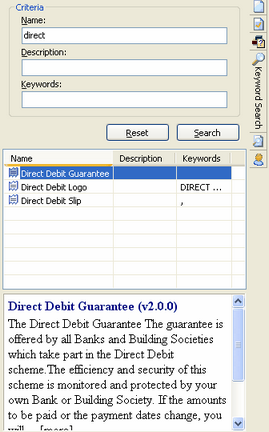 Criteria
Name:
direct
Description:
Keywords:
Reset
Search
Keyword Search
Name
Description
Keywords
Direct Debit Guarantee
Direct Debit Logo
DIRECT ...
Direct Debit Slip
,
Direct Debit Guarantee (v2.0.0)
The Direct Debit Guarantee The guarantee is
offered by all Banks and Building Societies
which take part in the Direct Debit
scheme.The efficiency and security of this
scheme is monitored and protected by your
own Bank or Building Society. If the amounts
to be paid or the payment dates change, you
will... [more]